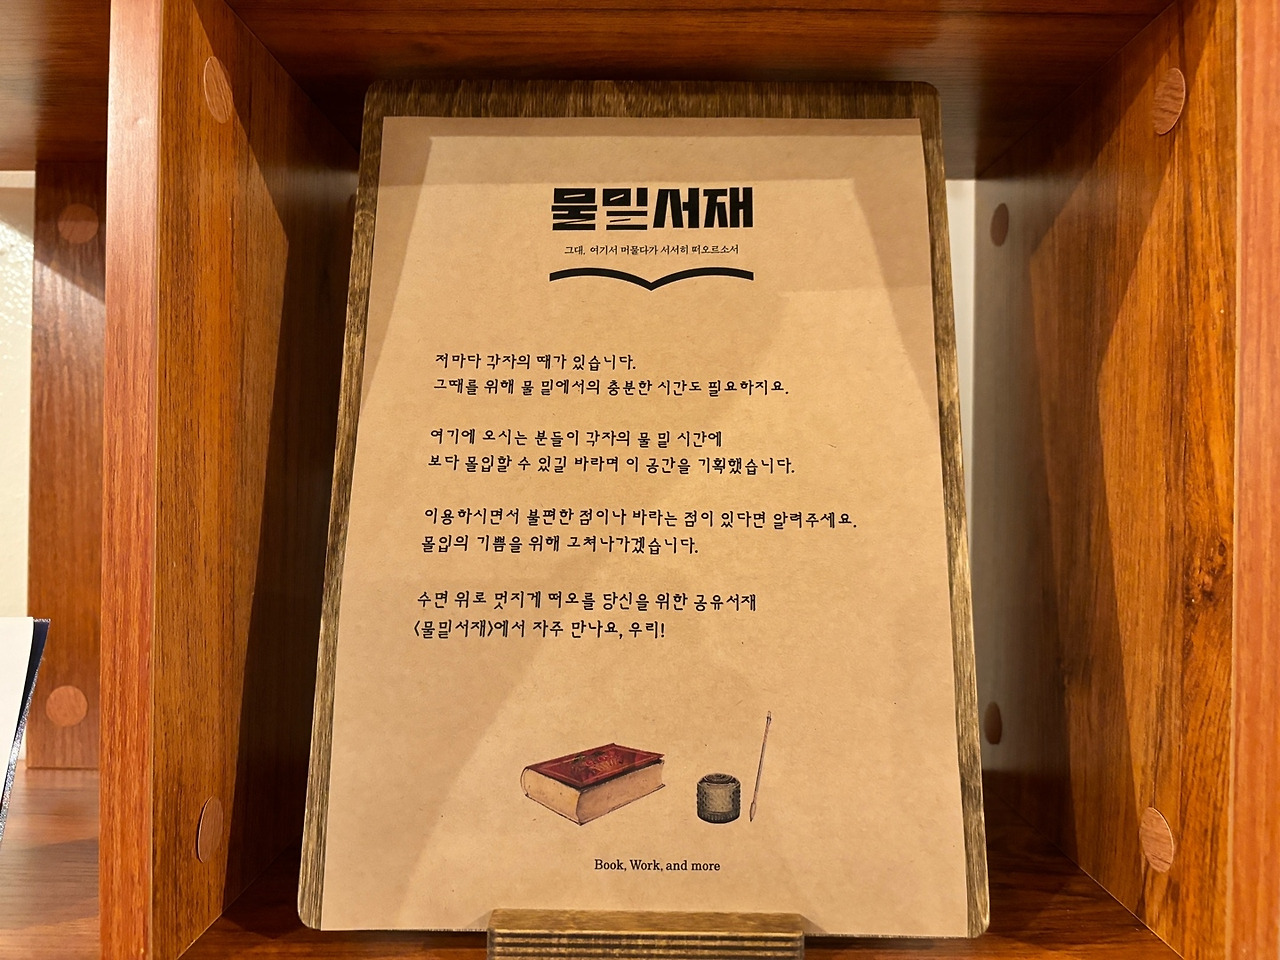 물밑서재
그대, 여기서 머물다가 서서히 떠오르소서
저마다 각자의 때가 있습니다.
그때를 위해 물 밑에서의 충분한 시간도 필요하지요.
여기에 오시는 분들이 각자의 물 밑 시간에
보다 몰입할 수 있길 바라며 이 공간을 기획했습니다.
이용하시면서 불편한 점이나 바라는 점이 있다면 알려주세요.
몰입의 기쁨을 위해 고쳐나가겠습니다.
수면 위로 멋지게 떠오를 당신을 위한 공유서재
<물밑서재>에서 자주 만나요, 우리!
Book, Work, and more